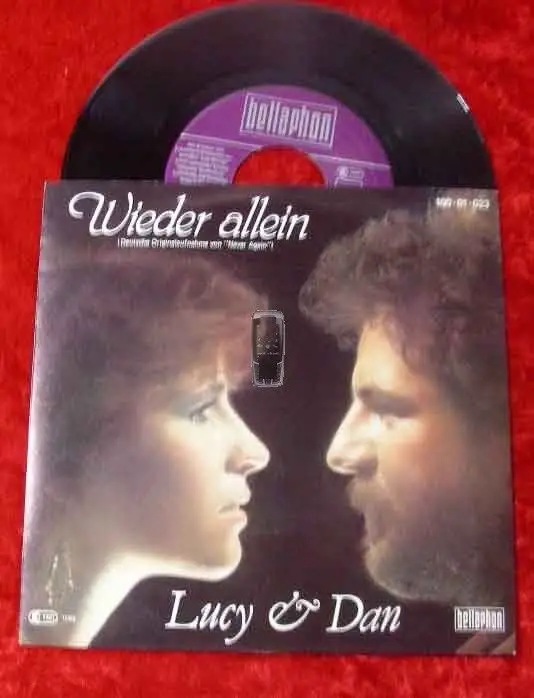 bellaphon
Wieder allein
(Deutsche Originalaufnahme von "Never Again")
Lucy & Dan
bellaphon